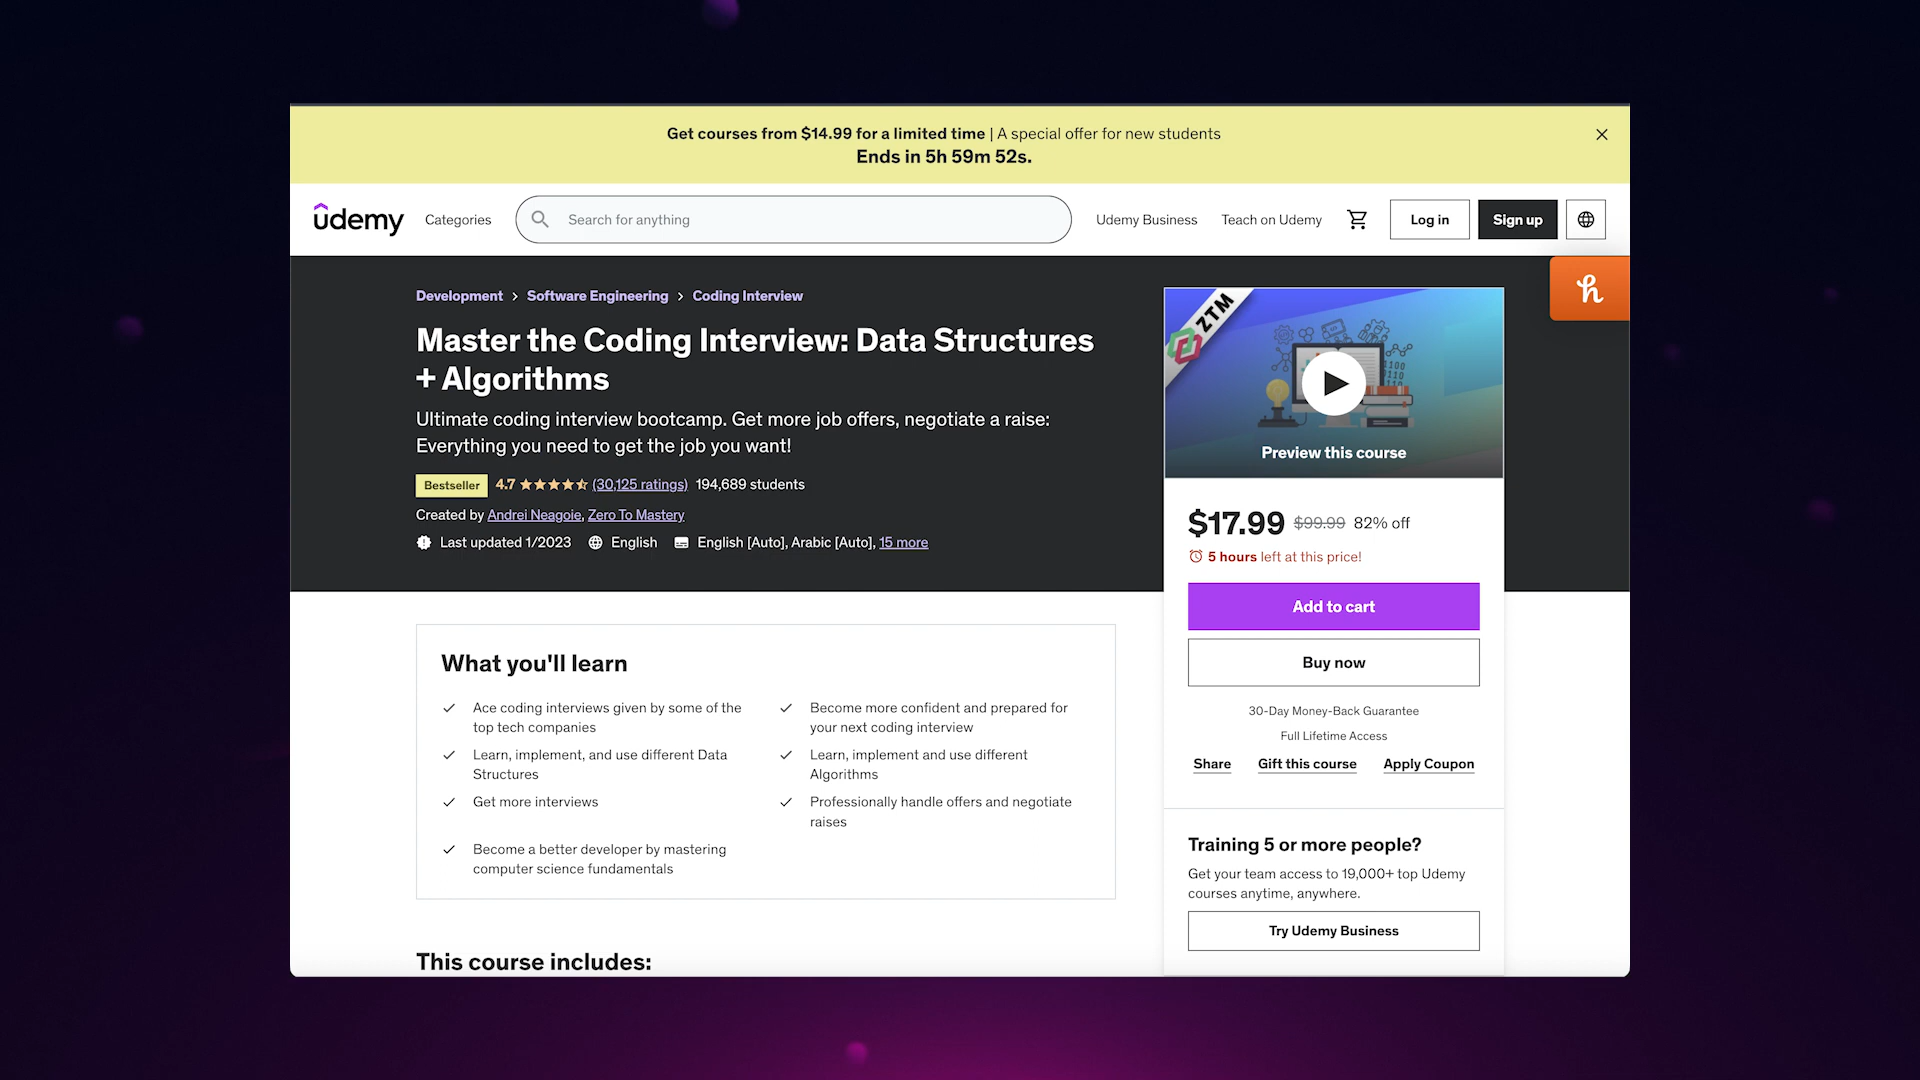 Get courses from $14.99 for a limited time | A special offer for new students
Ends in 5h 59m 52s.
udemy
Categories
Search for anything
Udemy Business
Teach on Udemy
Log in
Sign up
Development > Software Engineering > Coding Interview
Master the Coding Interview: Data Structures
+ Algorithms
Ultimate coding interview bootcamp. Get more job offers, negotiate a raise:
Everything you need to get the job you want!
Bestseller 4.7 (30,125 ratings) 194,689 students
Created by Andrei Neagoie, Zero To Mastery
Last updated 1/2023 English English [Auto], Arabic [Auto], 15 more
h
ZTM
Preview this course
$17.99 $99.99 82% off
5 hours left at this price!
Add to cart
Buy now
30-Day Money-Back Guarantee
Full Lifetime Access
Share Gift this course Apply Coupon
Training 5 or more people?
Get your team access to 19,000+ top Udemy
courses anytime, anywhere.
Try Udemy Business
What you'll learn
Ace coding interviews given by some of the
top tech companies
Become more confident and prepared for
your next coding interview
Learn, implement, and use different Data
Structures
Learn, implement and use different
Algorithms
Get more interviews
Professionally handle offers and negotiate
raises
Become a better developer by mastering
computer science fundamentals
This course includes: